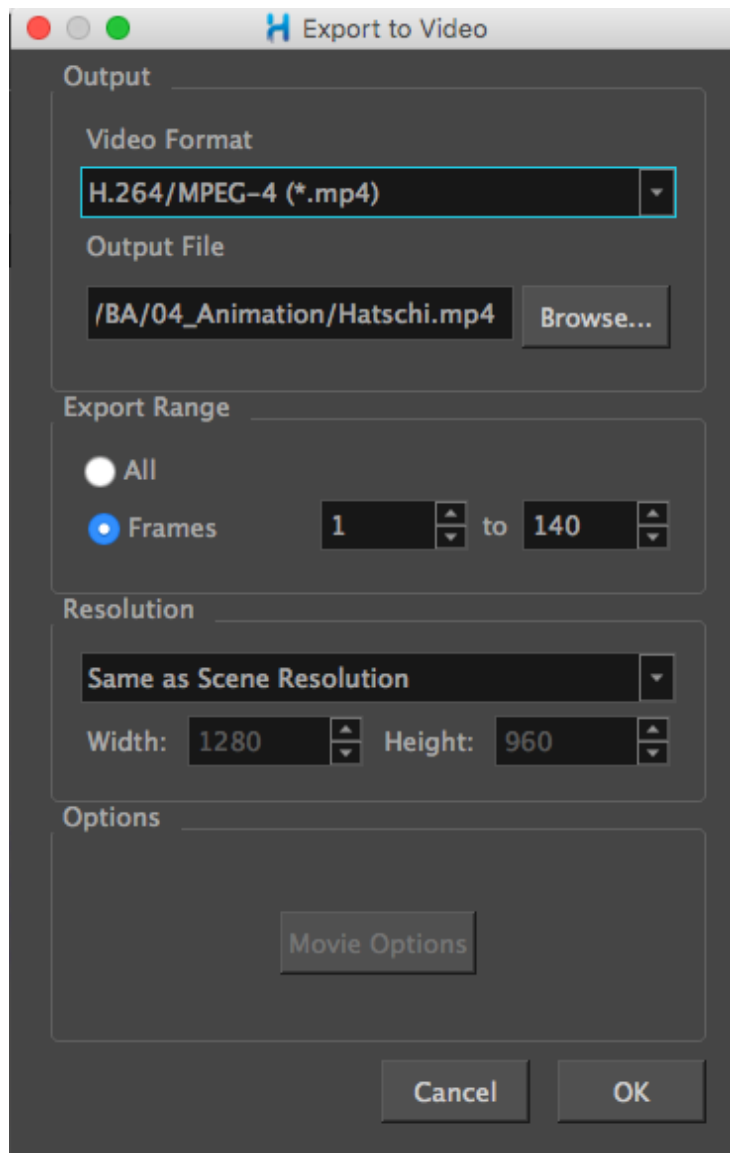 Export to Video
Output
Video Format
H.264/MPEG-4 (*.mp4)
Output File
/BA/04_Animation/Hatschi.mp4 Browse...
Export Range
All
Frames 1 to 140
Resolution
Same as Scene Resolution
Width: 1280 Height: 960
Options
Movie Options
Cancel OK